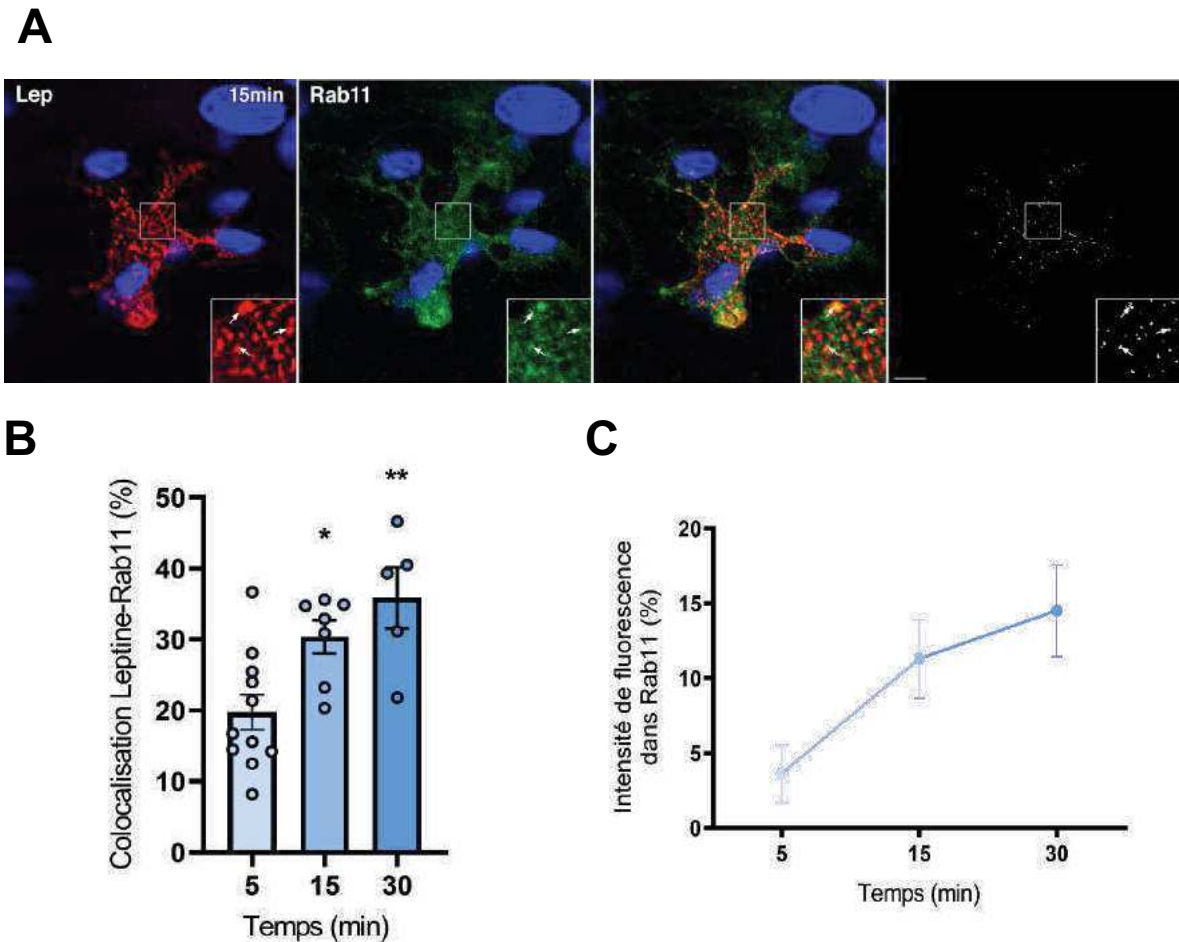 A
Lep 15min Rab11
B
C
Colocalisation Leptine-Rab11 (%)
50
40
30
20
10
0
*
**
5 15 30
Temps (min)
Intensité de fluorescence
dans Rab11 (%)
20
15
10
5
0
5 15 30
Temps (min)